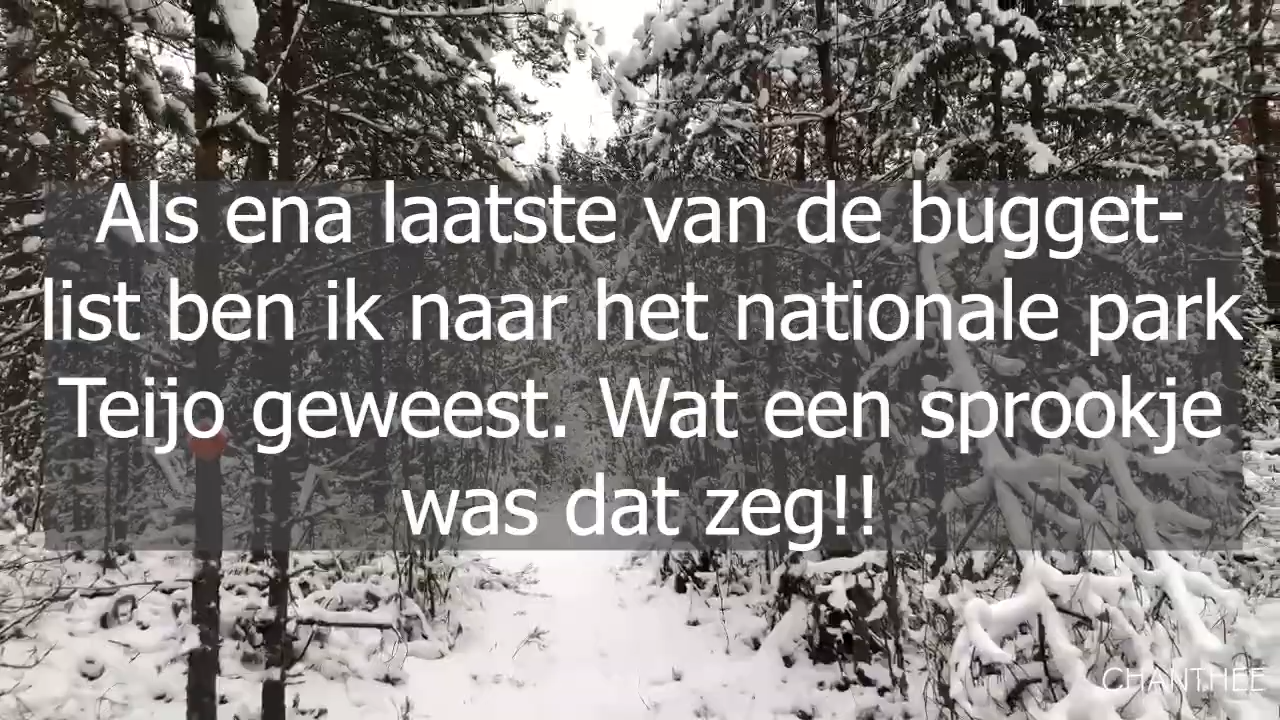 Als ena laatste van de bugget-
list ben ik naar het nationale park
Teijo geweest. Wat een sprookje
was dat zeg!!
CHANTHEE